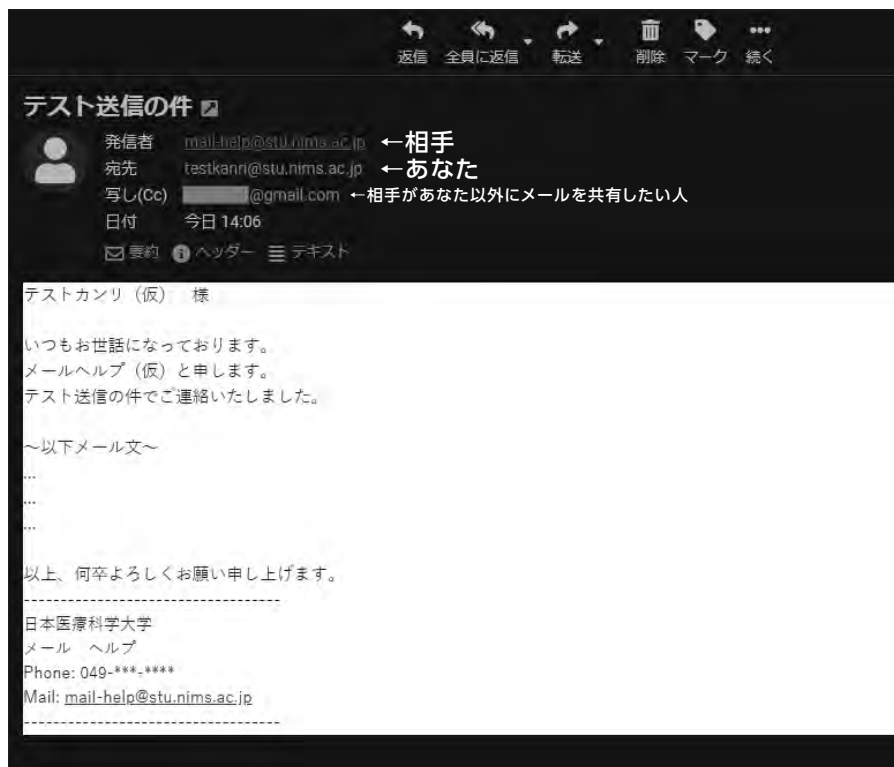 返信 全員に返信 転送 削除 マーク 続く
テスト送信の件
発信者 mail-help@stu.nims.ac.jp ←相手
宛先 testkanri@stu.nims.ac.jp ←あなた
写し(Cc) @gmail.com ←相手があなた以外にメールを共有したい人
日付 今日 14:06
要約 ヘッダー テキスト
テストカンリ（仮） 様
いつもお世話になっております。
メールヘルプ（仮）と申します。
テスト送信の件でご連絡いたしました。
～以下メール文～
...
...
...
以上、何卒よろしくお願い申し上げます。
-----------------------------------
日本医療科学大学
メール ヘルプ
Phone: 049-***-****
Mail: mail-help@stu.nims.ac.jp
-----------------------------------